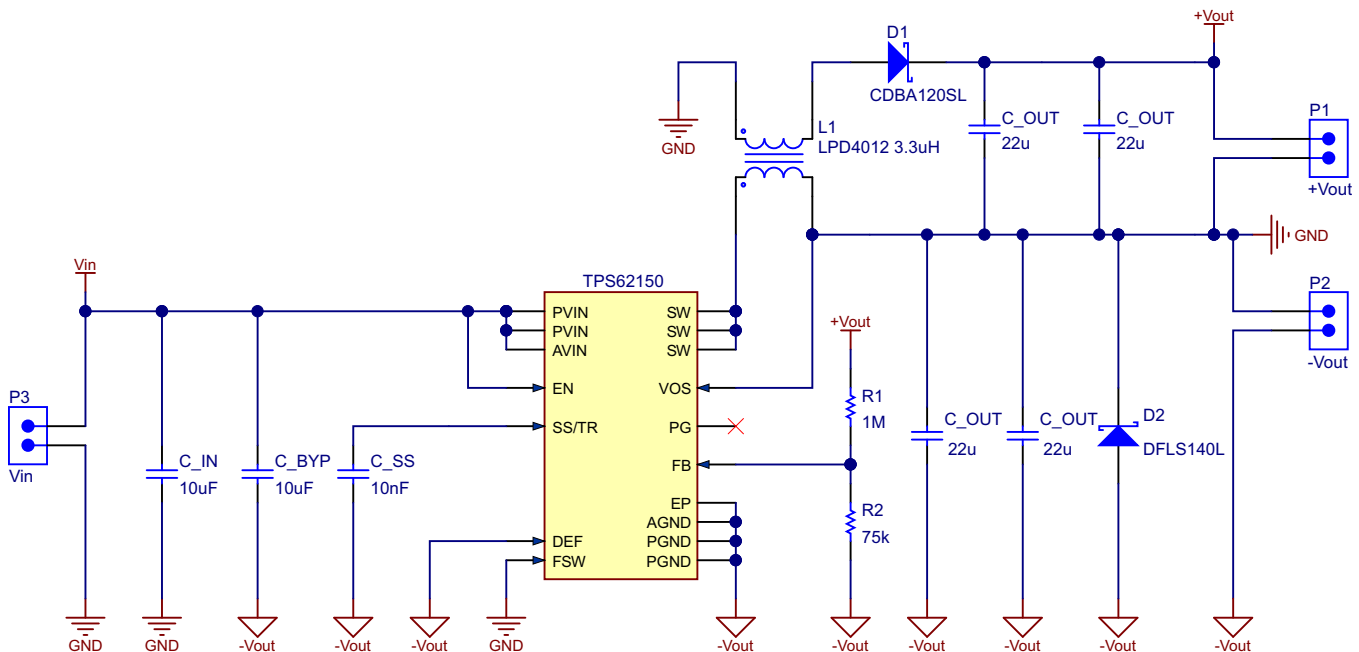 +Vout
D1
CDBA120SL
GND
L1
LPD4012 3.3uH
C_OUT
22u
C_OUT
22u
P1
+Vout
GND
Vin
TPS62150
PVIN
PVIN
AVIN
EN
SS/TR
DEF
FSW
SW
SW
SW
VOS
PG
FB
EP
AGND
PGND
PGND
+Vout
R1
1M
R2
75k
P2
-Vout
P3
Vin
C_IN
10uF
C_BYP
10uF
C_SS
10nF
C_OUT
22u
C_OUT
22u
D2
DFLS140L
GND
GND
-Vout
-Vout
-Vout
GND
-Vout
-Vout
-Vout
-Vout
-Vout
-Vout